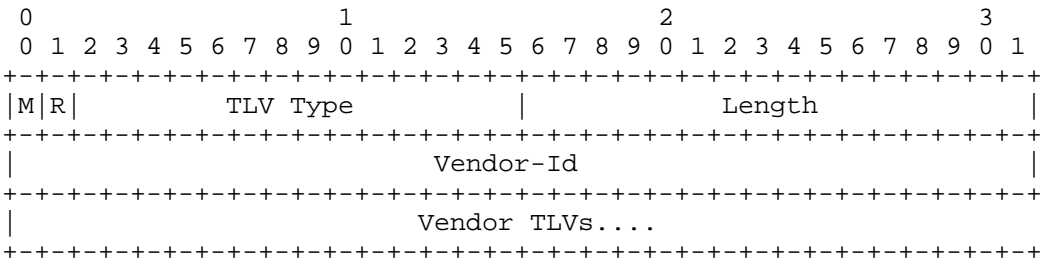 0                   1                   2                   3
 0 1 2 3 4 5 6 7 8 9 0 1 2 3 4 5 6 7 8 9 0 1 2 3 4 5 6 7 8 9 0 1
+-+-+-+-+-+-+-+-+-+-+-+-+-+-+-+-+-+-+-+-+-+-+-+-+-+-+-+-+-+-+-+-+
|M|R|         TLV Type          |            Length             |
+-+-+-+-+-+-+-+-+-+-+-+-+-+-+-+-+-+-+-+-+-+-+-+-+-+-+-+-+-+-+-+-+
|                          Vendor-Id                            |
+-+-+-+-+-+-+-+-+-+-+-+-+-+-+-+-+-+-+-+-+-+-+-+-+-+-+-+-+-+-+-+-+
|                         Vendor TLVs....
+-+-+-+-+-+-+-+-+-+-+-+-+-+-+-+-+-+-+-+-+-+-+-+-+-+-+-+-+-+-+-+-+